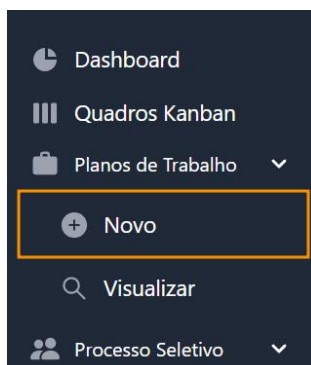 Dashboard
Quadros Kanban
Planos de Trabalho
Novo
Visualizar
Processo Seletivo